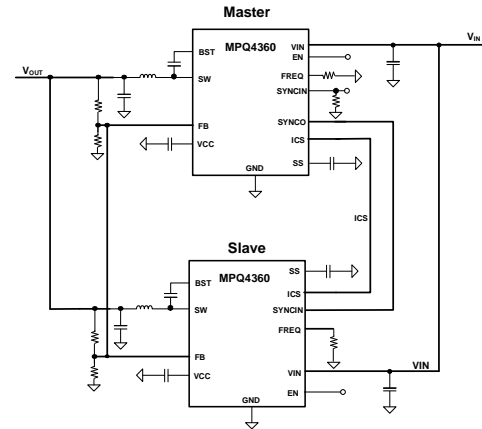 Master
MPQ4360
BST
SW
FB
VCC
GND
VIN
EN
FREQ
SYNCIN
SYNCO
ICS
SS
VOUT
VIN
ICS
Slave
MPQ4360
BST
SW
FB
VCC
GND
SS
ICS
SYNCIN
FREQ
VIN
EN
VIN